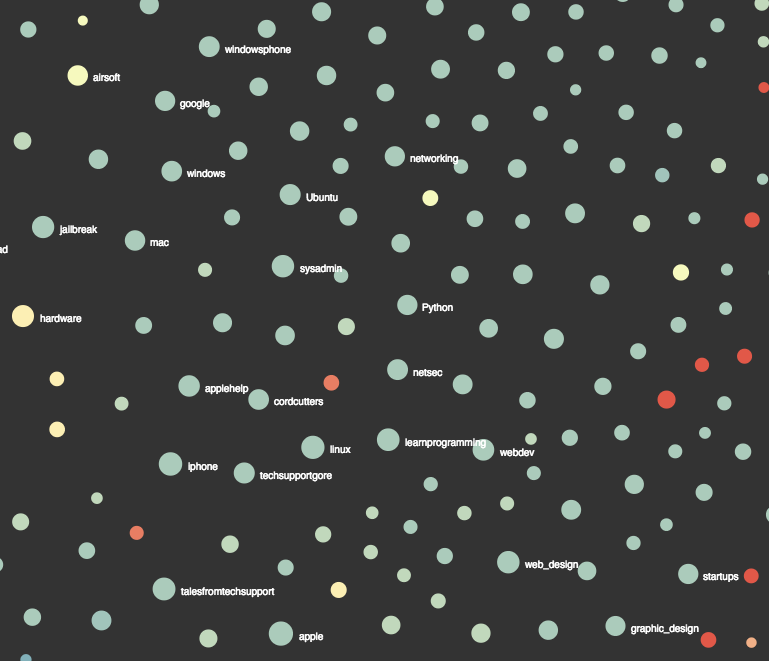 windowsphone
airsoft
google
networking
windows
Ubuntu
jailbreak
mac
ad
sysadmin
Python
hardware
netsec
applehelp
cordcutters
learnprogramming
linux
webdev
iphone
techsupportgore
web_design
startups
talesfromtechsupport
graphic_design
apple